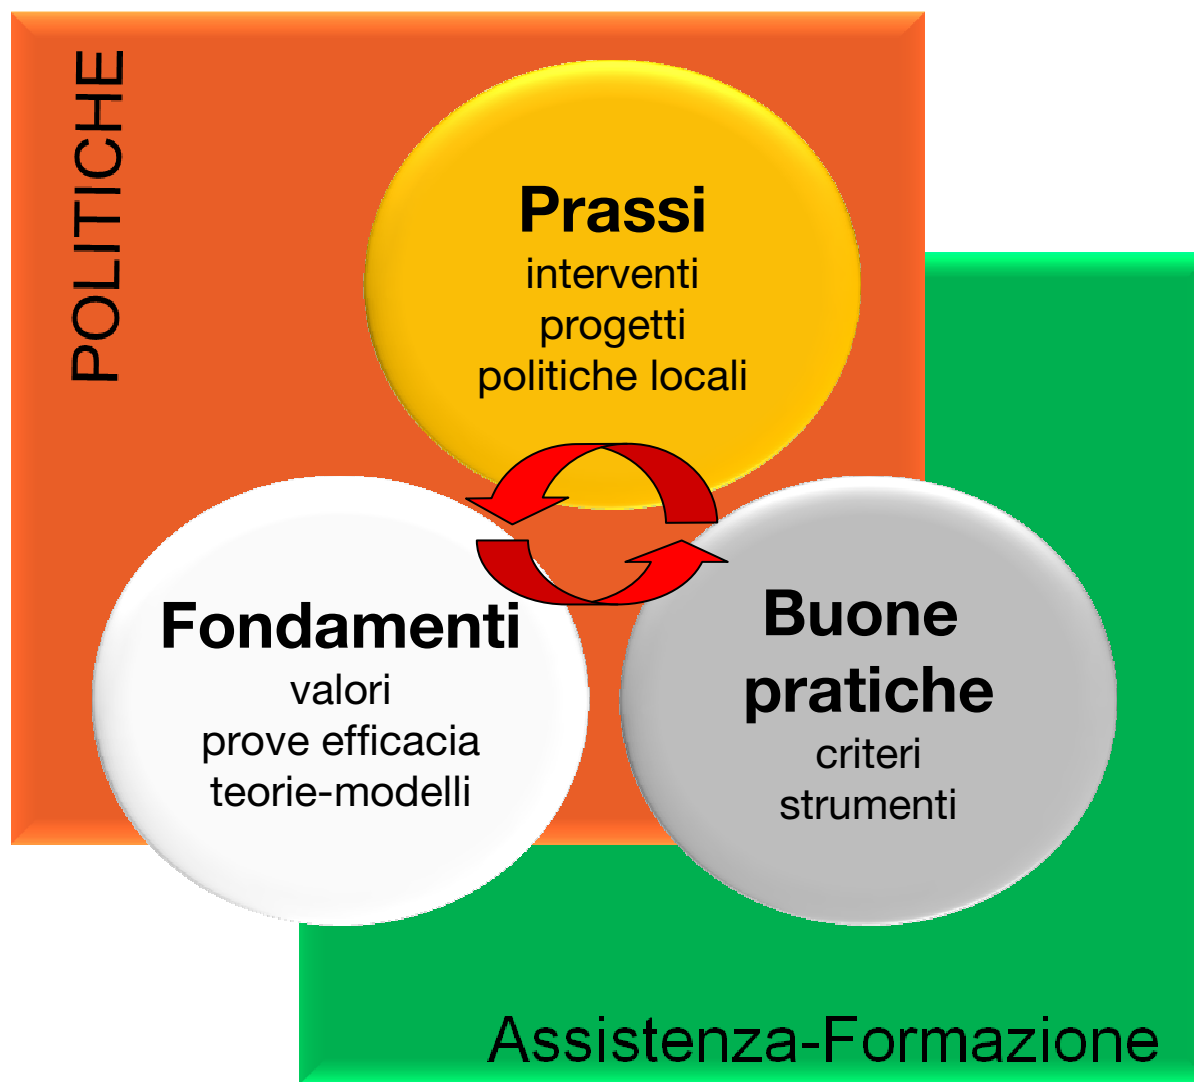 POLITICHE
Prassi
interventi
progetti
politiche locali
Fondamenti
valori
prove efficacia
teorie-modelli
Buone
pratiche
criteri
strumenti
Assistenza-Formazione